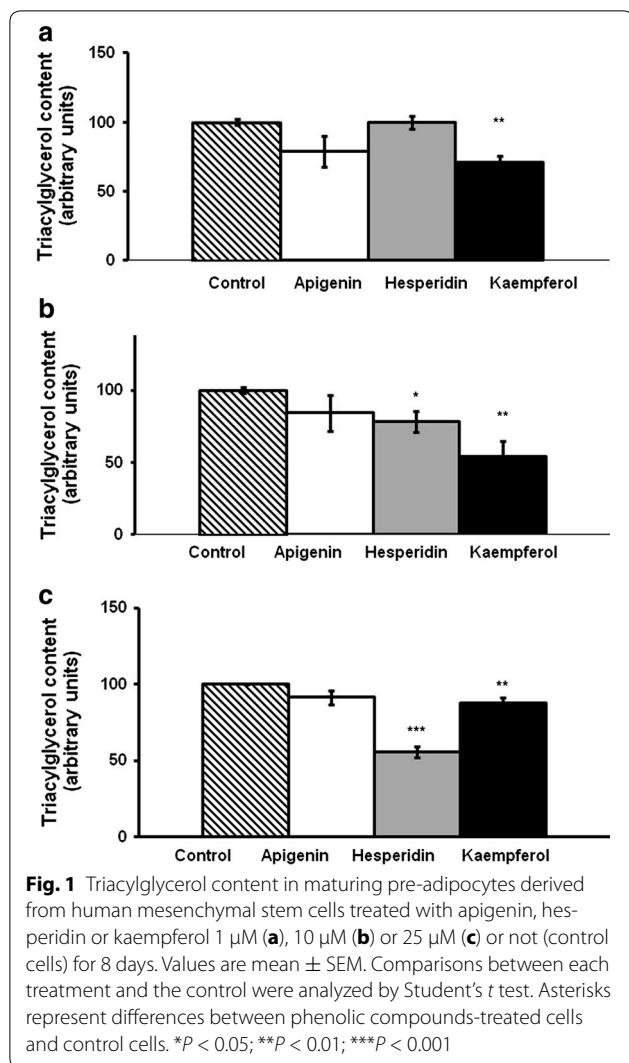 a
Triacylglycerol content
(arbitrary units)
150
100
50
0
**
Control Apigenin Hesperidin Kaempferol
b
Triacylglycerol content
(arbitrary units)
100
50
0
*
**
Control Apigenin Hesperidin Kaempferol
c
Triacylglycerol content
(arbitrary units)
150
100
50
0
***
**
Control Apigenin Hesperidin Kaempferol
Fig. 1 Triacylglycerol content in maturing pre-adipocytes derived
from human mesenchymal stem cells treated with apigenin, hes-
peridin or kaempferol 1 µM (a), 10 µM (b) or 25 µM (c) or not (control
cells) for 8 days. Values are mean ± SEM. Comparisons between each
treatment and the control were analyzed by Student's t test. Asterisks
represent differences between phenolic compounds-treated cells
and control cells. *P < 0.05; **P < 0.01; ***P < 0.001